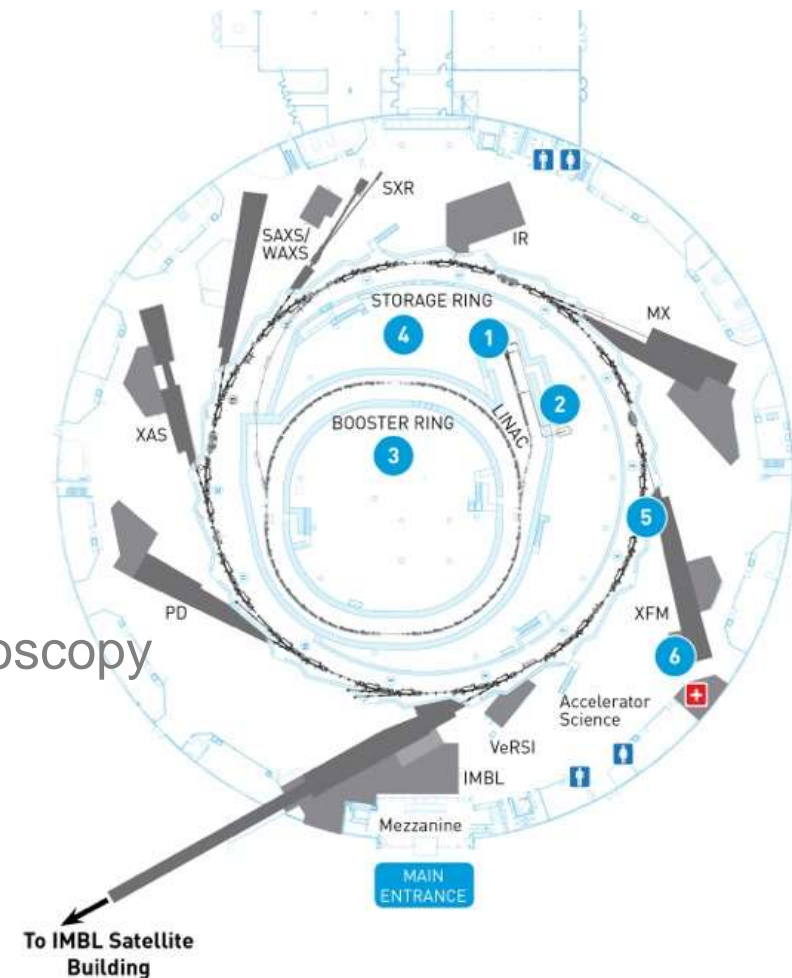 SXR
SAXS/
WAXS
IR
STORAGE RING
MX
4
1
LINAC
2
XAS
BOOSTER RING
3
5
PD
XFM
oscopy
6
Accelerator
Science
VeRSI
IMBL
Mezzanine
MAIN
ENTRANCE
To IMBL Satellite
Building